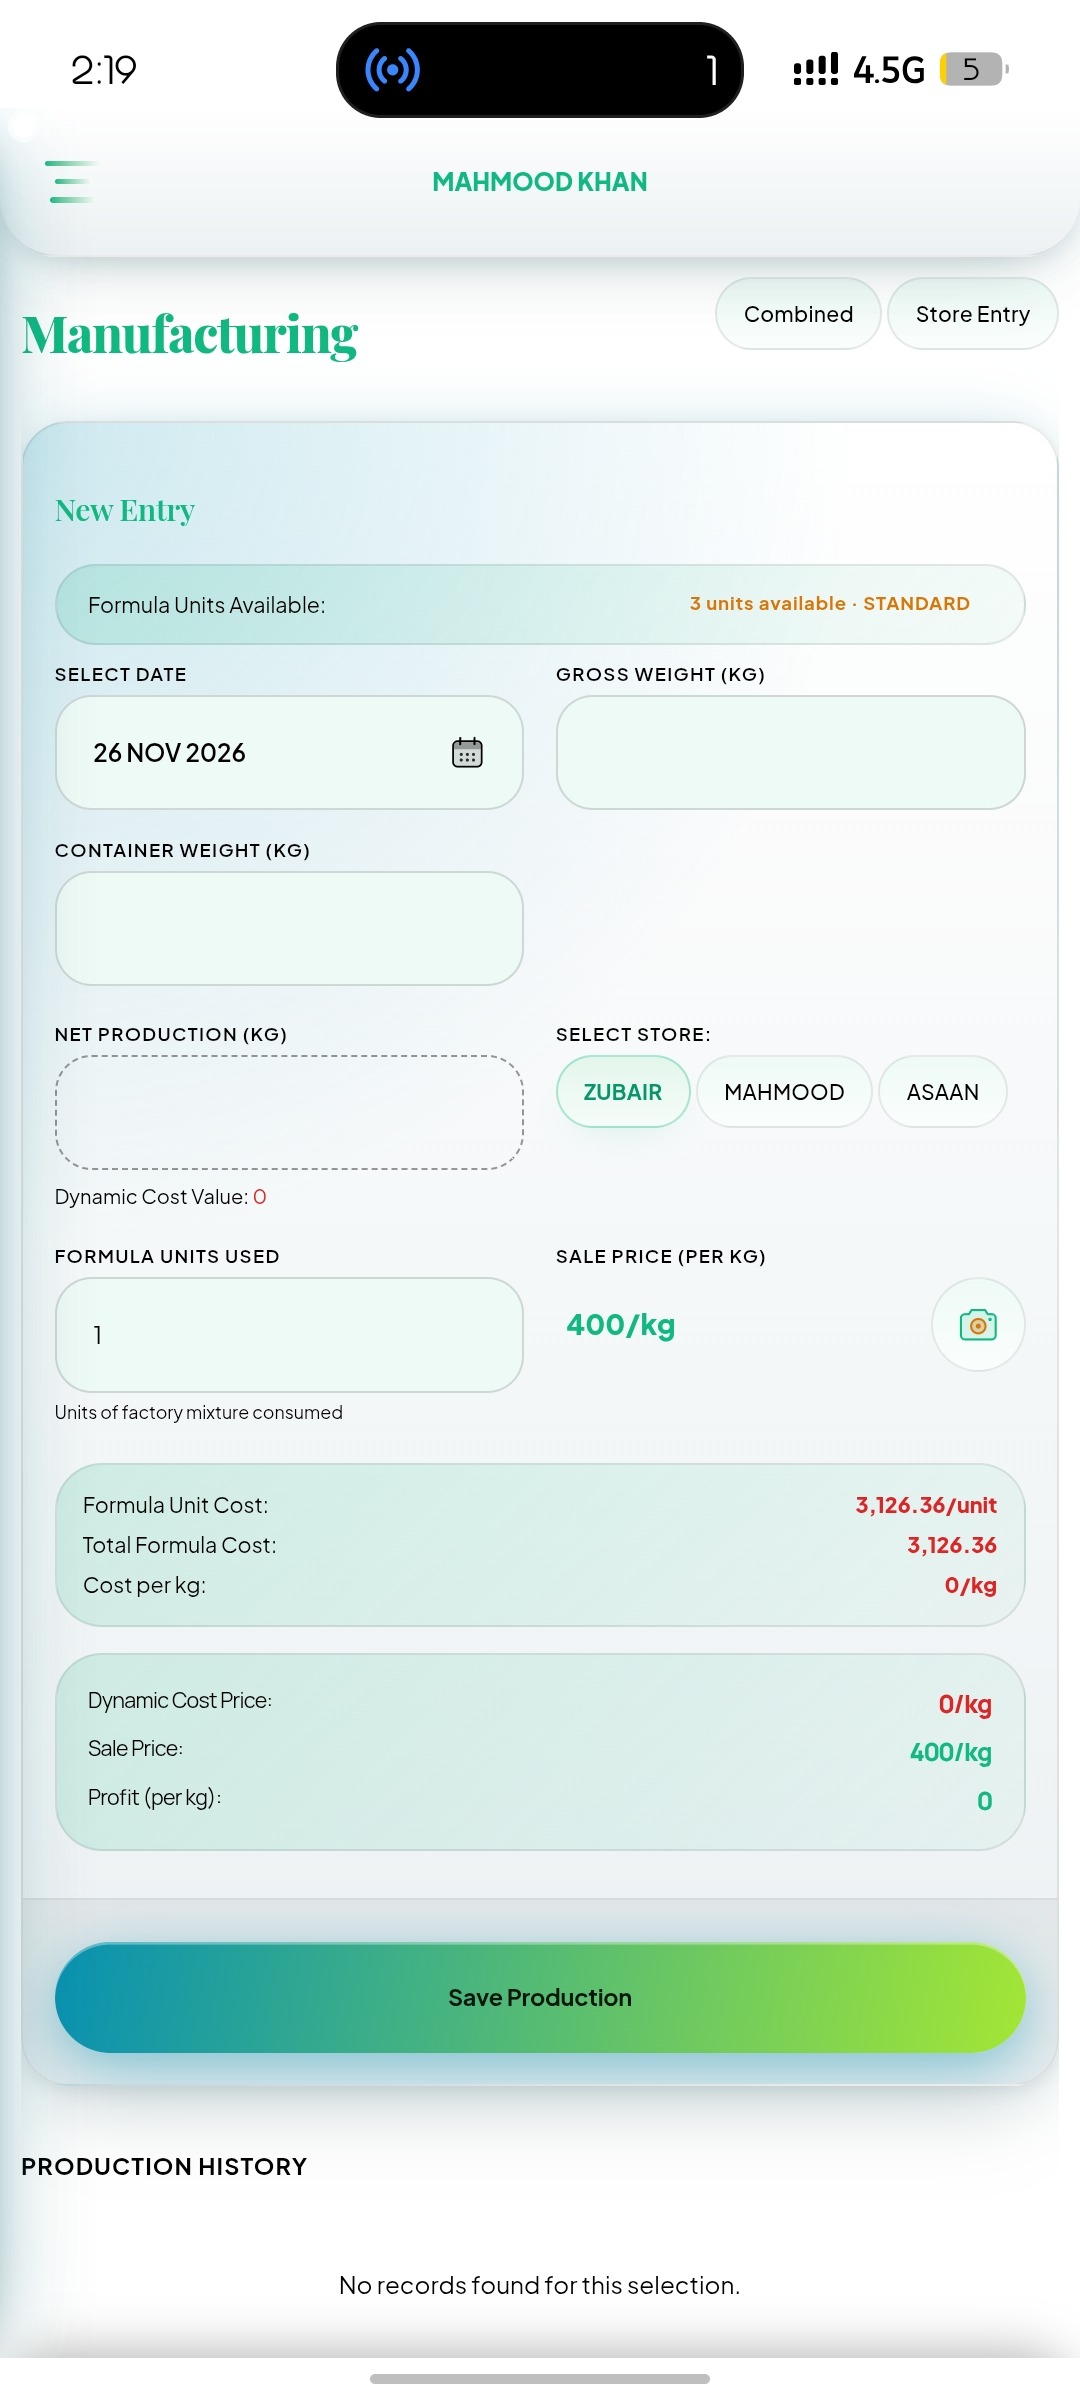 2:19
1
4.5G
5
MAHMOOD KHAN
Manufacturing
Combined
Store Entry
New Entry
Formula Units Available:
3 units available · STANDARD
SELECT DATE
GROSS WEIGHT (KG)
26 NOV 2026
CONTAINER WEIGHT (KG)
NET PRODUCTION (KG)
SELECT STORE:
ZUBAIR
MAHMOOD
ASAAN
Dynamic Cost Value: 0
FORMULA UNITS USED
SALE PRICE (PER KG)
1
400/kg
Units of factory mixture consumed
Formula Unit Cost:
3,126.36/unit
Total Formula Cost:
3,126.36
Cost per kg:
0/kg
Dynamic Cost Price:
0/kg
Sale Price:
400/kg
Profit (per kg):
0
Save Production
PRODUCTION HISTORY
No records found for this selection.